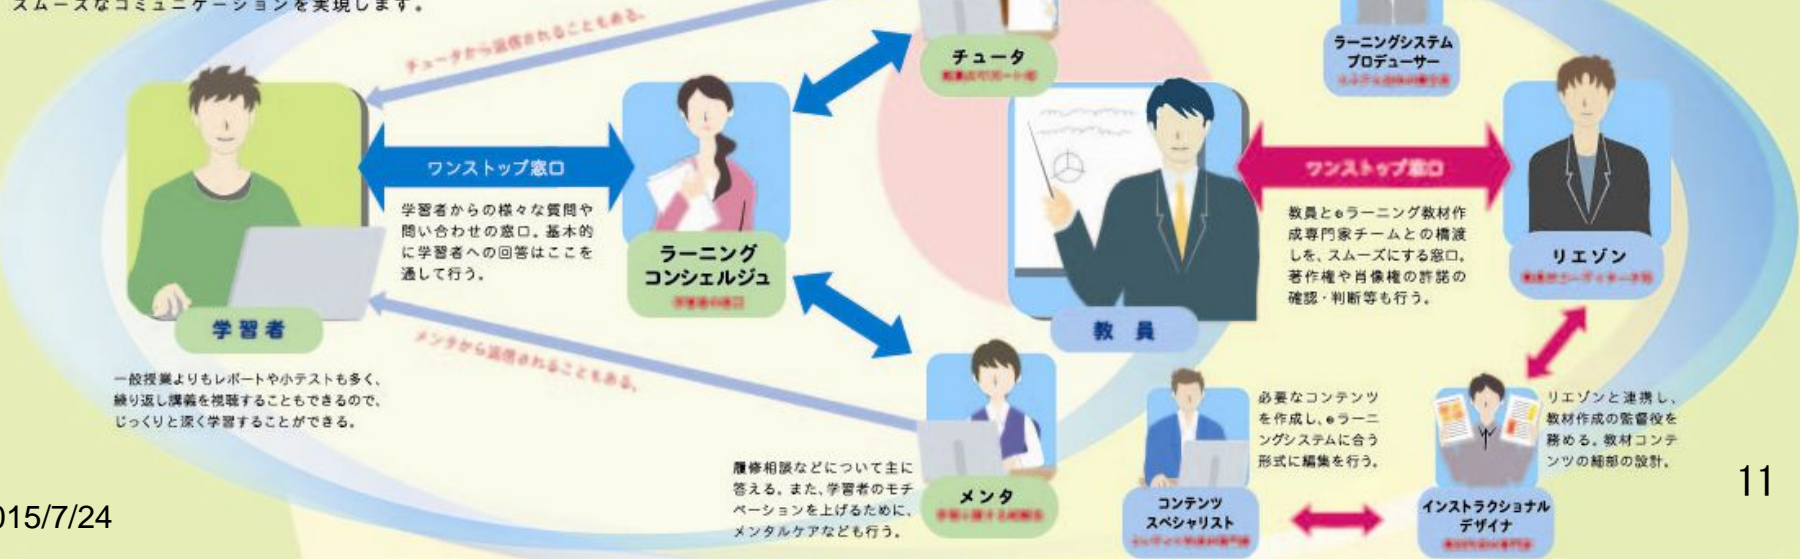 スムーズなコミュニケーションを実現します。
チュータから返信されることもある。
チュータ
ラーニングシステム
プロデューサー
ワンストップ窓口
学習者からの様々な質問や
問い合わせの窓口。基本的
に学習者への回答はここを
通して行う。
ラーニング
コンシェルジュ
学習者の窓口
ワンストップ窓口
教員とeラーニング教材作
成専門家チームとの橋渡
しを、スムーズにする窓口。
著作権や肖像権の許諾の
確認・判断等も行う。
リエゾン
学習者
教 員
メンタから返信されることもある。
一般授業よりもレポートや小テストも多く、
繰り返し講義を視聴することもできるので、
じっくりと深く学習することができる。
履修相談などについて主に
答える。また、学習者のモチ
ベーションを上げるために、
メンタルケアなども行う。
メンタ
必要なコンテンツ
を作成し、eラーニ
ングシステムに合う
形式に編集を行う。
コンテンツ
スペシャリスト
リエゾンと連携し、
教材作成の監督役を
務める。教材コンテ
ンツの細部の設計。
インストラクショナル
デザイナ
015/7/24
11